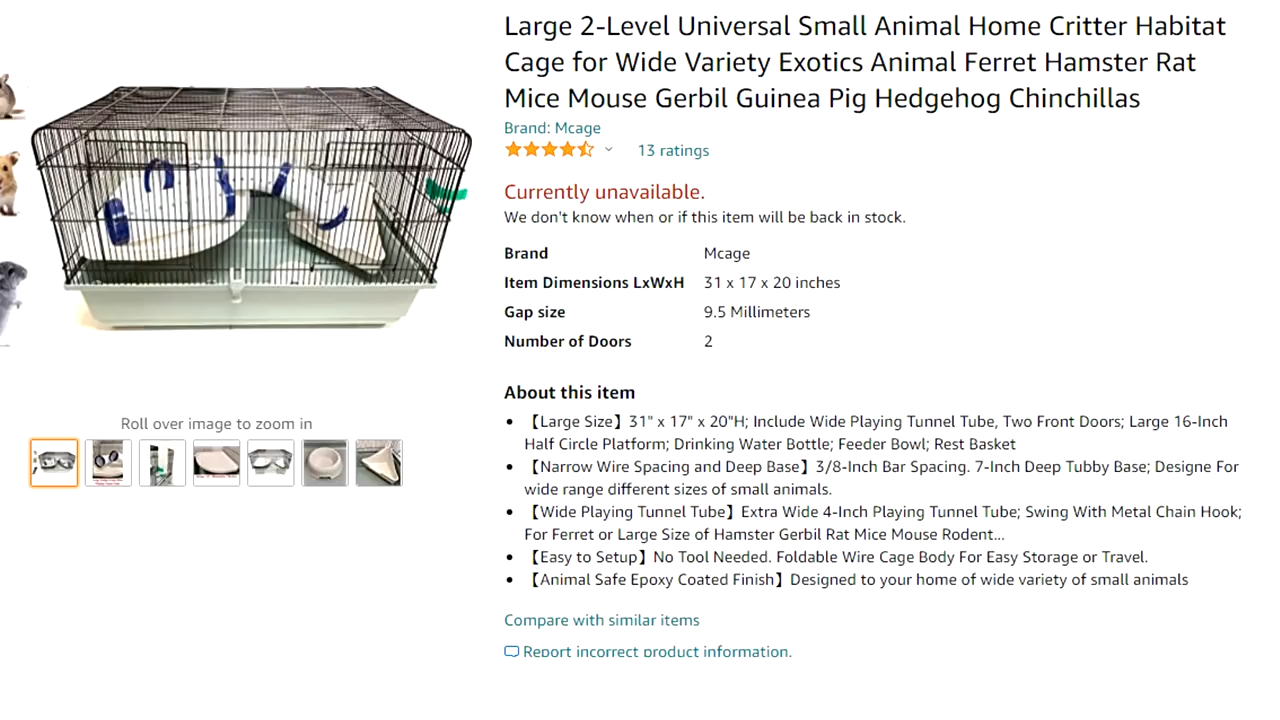 Large 2-Level Universal Small Animal Home Critter Habitat
Cage for Wide Variety Exotics Animal Ferret Hamster Rat
Mice Mouse Gerbil Guinea Pig Hedgehog Chinchillas
Brand: Mcage
13 ratings
Currently unavailable.
We don't know when or if this item will be back in stock.
Brand Mcage
Item Dimensions LxWxH 31 x 17 x 20 inches
Gap size 9.5 Millimeters
Number of Doors 2
About this item
• 【Large Size】31" x 17" x 20"H; Include Wide Playing Tunnel Tube, Two Front Doors; Large 16-Inch
Half Circle Platform; Drinking Water Bottle; Feeder Bowl; Rest Basket
• 【Narrow Wire Spacing and Deep Base】3/8-Inch Bar Spacing. 7-Inch Deep Tubby Base; Designe For
wide range different sizes of small animals.
• 【Wide Playing Tunnel Tube】Extra Wide 4-Inch Playing Tunnel Tube; Swing With Metal Chain Hook;
For Ferret or Large Size of Hamster Gerbil Rat Mice Mouse Rodent...
• 【Easy to Setup】No Tool Needed. Foldable Wire Cage Body For Easy Storage or Travel.
• 【Animal Safe Epoxy Coated Finish】Designed to your home of wide variety of small animals
Roll over image to zoom in
Compare with similar items
Report incorrect product information.